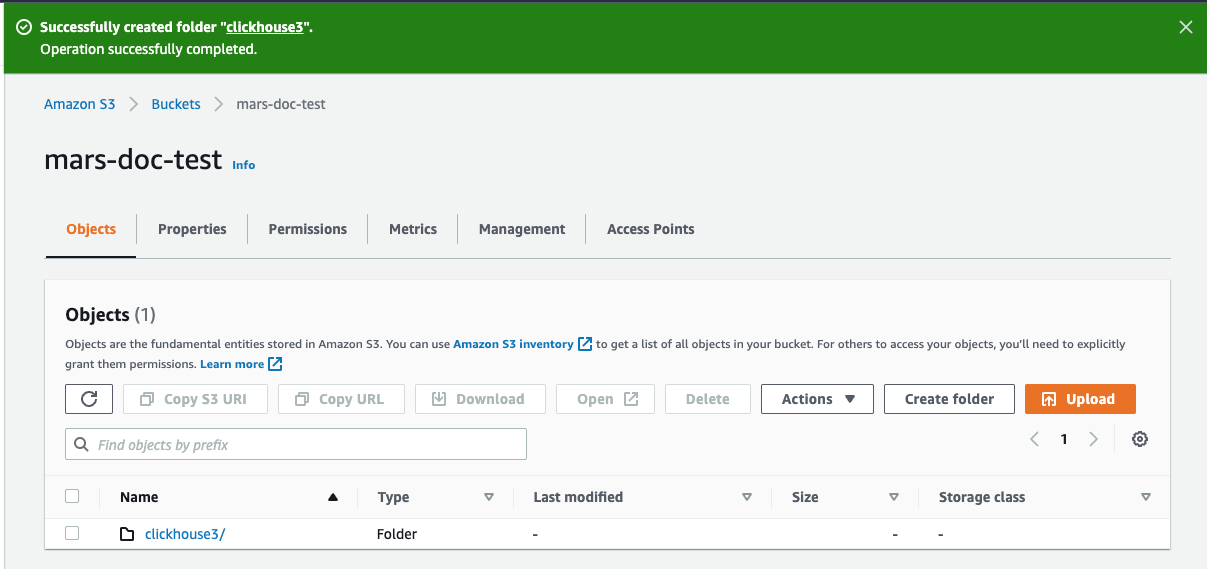 Successfully created folder "clickhouse3".
Operation successfully completed.
Amazon S3 > Buckets > mars-doc-test
mars-doc-test Info
Objects Properties Permissions Metrics Management Access Points
Objects (1)
Objects are the fundamental entities stored in Amazon S3. You can use Amazon S3 inventory to get a list of all objects in your bucket. For others to access your objects, you'll need to explicitly
grant them permissions. Learn more
Copy S3 URI Copy URL Download Open Delete Actions Create folder Upload
Find objects by prefix 1
Name Type Last modified Size Storage class
clickhouse3/ Folder - - -